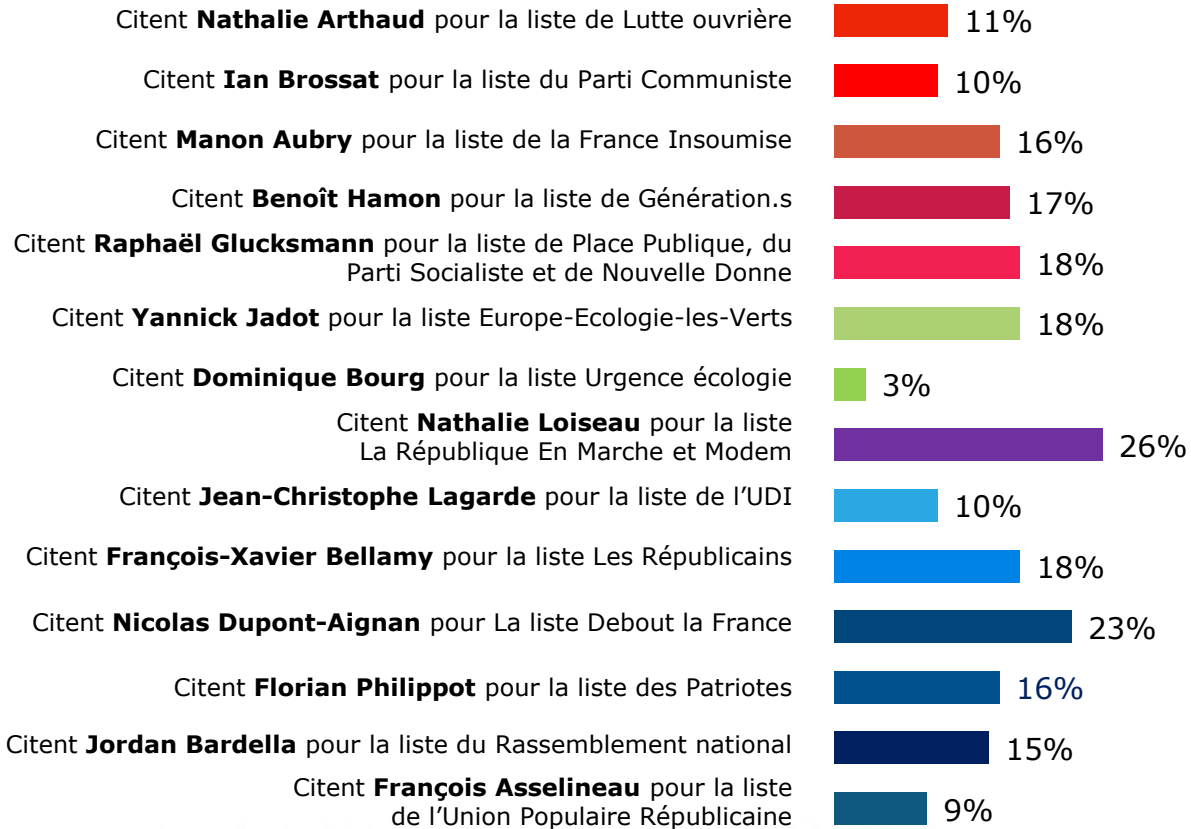 Citent Nathalie Arthaud pour la liste de Lutte ouvrière 11%
Citent Ian Brossat pour la liste du Parti Communiste 10%
Citent Manon Aubry pour la liste de la France Insoumise 16%
Citent Benoît Hamon pour la liste de Génération.s 17%
Citent Raphaël Glucksmann pour la liste de Place Publique, du
Parti Socialiste et de Nouvelle Donne 18%
Citent Yannick Jadot pour la liste Europe-Ecologie-les-Verts 18%
Citent Dominique Bourg pour la liste Urgence écologie 3%
Citent Nathalie Loiseau pour la liste
La République En Marche et Modem 26%
Citent Jean-Christophe Lagarde pour la liste de l’UDI 10%
Citent François-Xavier Bellamy pour la liste Les Républicains 18%
Citent Nicolas Dupont-Aignan pour La liste Debout la France 23%
Citent Florian Philippot pour la liste des Patriotes 16%
Citent Jordan Bardella pour la liste du Rassemblement national 15%
Citent François Asselineau pour la liste
de l’Union Populaire Républicaine 9%